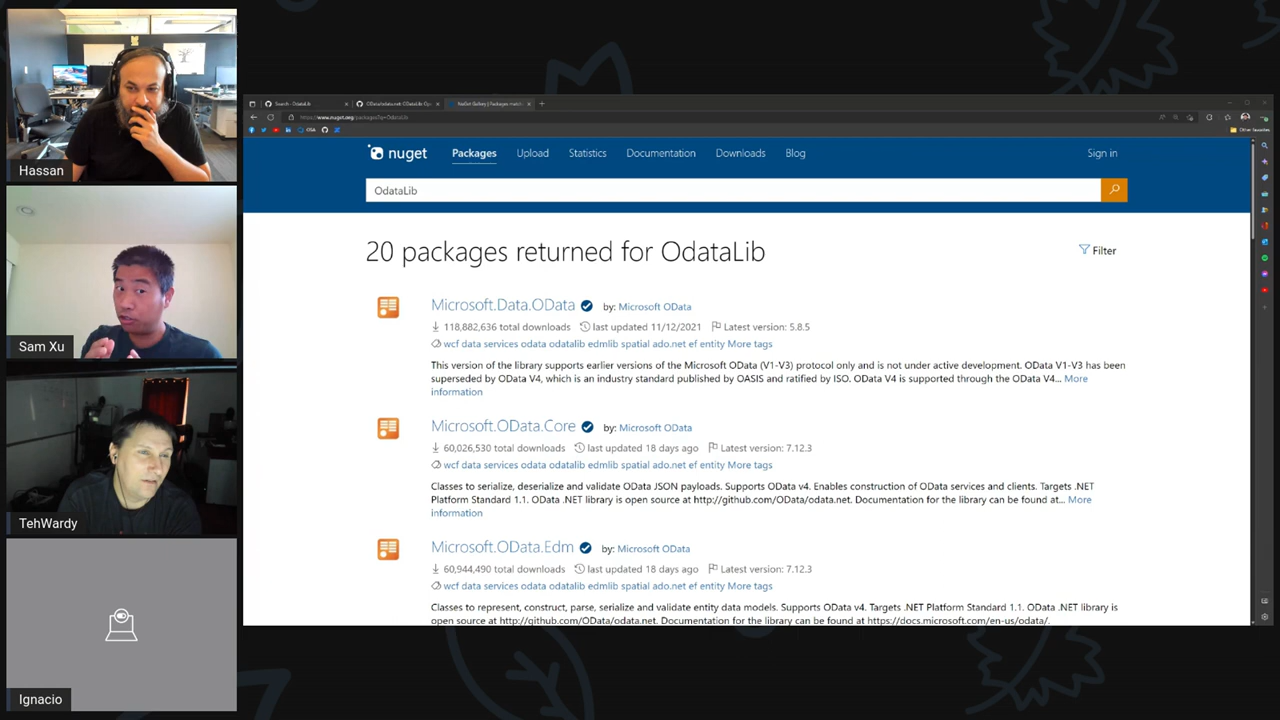 Hassan
Sam Xu
TehWardy
Ignacio
Search · OdataLib
NuGet Gallery | Packages match
https://www.nuget.org/packages?q=OdataLib
Other favorites
nuget
Packages
Upload
Statistics
Documentation
Downloads
Blog
Sign in
OdataLib
20 packages returned for OdataLib
Filter
Microsoft.Data.OData by: Microsoft OData
118,882,636 total downloads last updated 11/12/2021 Latest version: 5.8.5
wcf data services odata odatalib edmlib spatial ado.net ef entity More tags
This version of the library supports earlier versions of the Microsoft OData (V1-V3) protocol only and is not under active development. OData V1-V3 has been
superseded by OData V4, which is an industry standard published by OASIS and ratified by ISO. OData V4 is supported through the OData V4... More
information
Microsoft.OData.Core by: Microsoft OData
60,026,530 total downloads last updated 18 days ago Latest version: 7.12.3
wcf data services odata odatalib edmlib spatial ado.net ef entity More tags
Classes to serialize, deserialize and validate OData JSON payloads. Supports OData v4. Enables construction of OData services and clients. Targets .NET
Platform Standard 1.1. OData .NET library is open source at http://github.com/OData/odata.net. Documentation for the library can be found at... More
information
Microsoft.OData.Edm by: Microsoft OData
60,944,490 total downloads last updated 18 days ago Latest version: 7.12.3
wcf data services odata odatalib edmlib spatial ado.net ef entity More tags
Classes to represent, construct, parse, serialize and validate entity data models. Supports OData v4. Targets .NET Platform Standard 1.1. OData .NET library is
open source at http://github.com/OData/odata.net. Documentation for the library can be found at https://docs.microsoft.com/en-us/odata/.